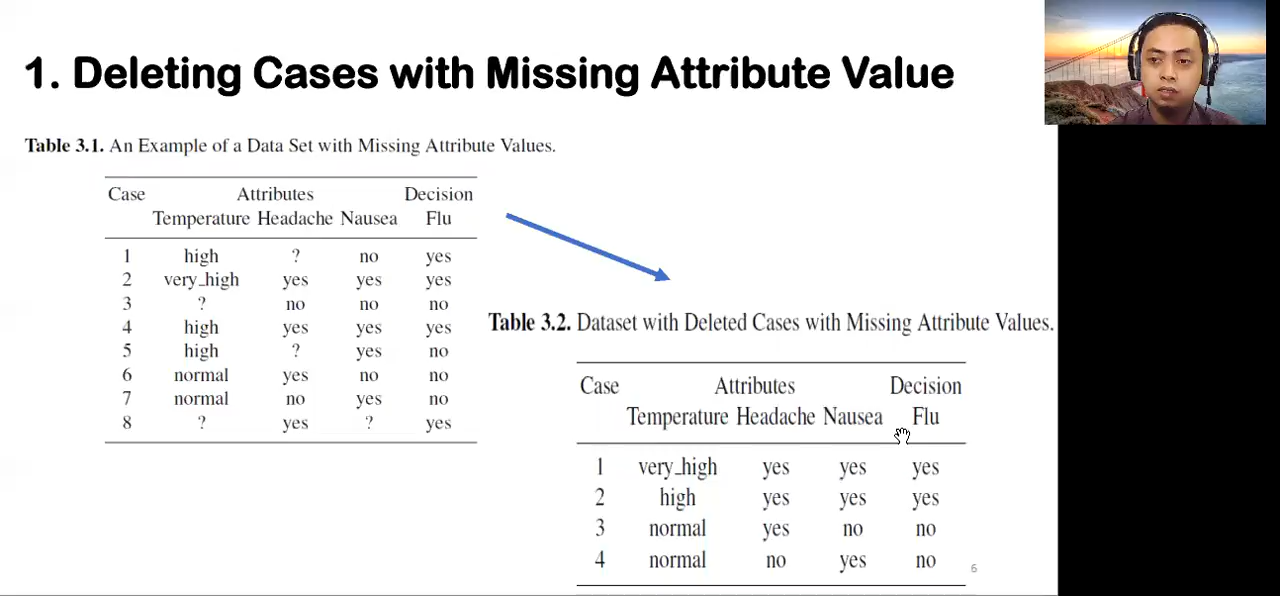 1. Deleting Cases with Missing Attribute Value
Table 3.1. An Example of a Data Set with Missing Attribute Values.
Case Attributes Decision
Temperature Headache Nausea Flu
1 high ? no yes
2 very_high yes yes yes
3 ? no no no
4 high yes yes yes
5 high ? yes no
6 normal yes no no
7 normal no yes no
8 ? yes ? yes
Table 3.2. Dataset with Deleted Cases with Missing Attribute Values.
Case Attributes Decision
Temperature Headache Nausea Flu
1 very_high yes yes yes
2 high yes yes yes
3 normal yes no no
4 normal no yes no
6